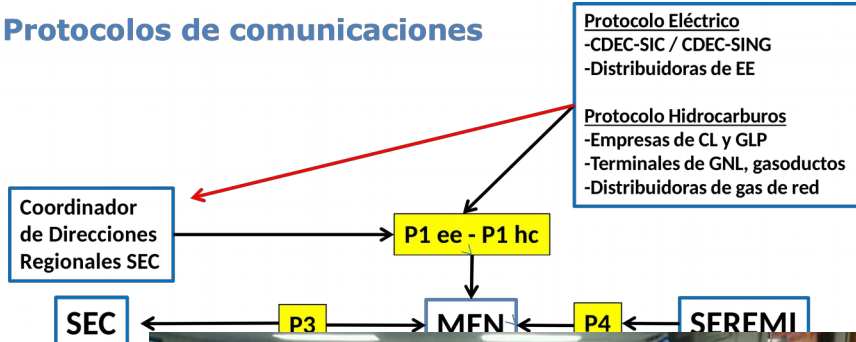 Protocolos de comunicaciones
Protocolo Eléctrico
-CDEC-SIC / CDEC-SING
-Distribuidoras de EE
Protocolo Hidrocarburos
-Empresas de CL y GLP
-Terminales de GNL, gasoductos
-Distribuidoras de gas de red
Coordinador
de Direcciones
Regionales SEC
P1 ee - P1 hc
SEC
P3
MEN
P4
SEREMI